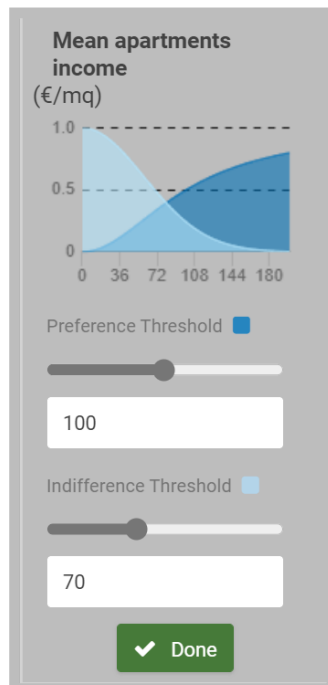 Mean apartments
income
(€/mq)
1.0
0.5
0
0 36 72 108 144 180
Preference Threshold
100
Indifference Threshold
70
Done